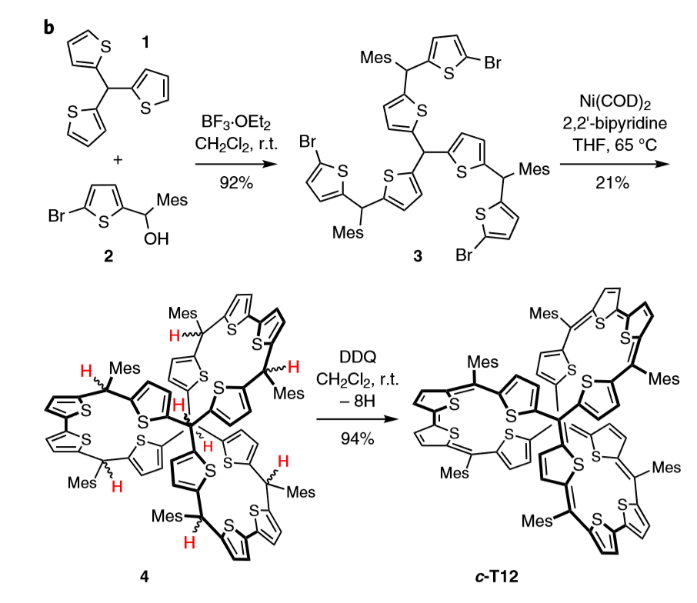 b
1
S
S
S
+
Br
S
Mes
OH
2
BF3·OEt2
CH2Cl2, r.t.
92%
Mes
S
Br
S
Br
S
S
S
Mes
Mes
S
Br
3
Ni(COD)2
2,2'-bipyridine
THF, 65 °C
21%
Mes
H
S
S
S
H
Mes
S
H
Mes
S
S
H
S
S
Mes
H
H
S
S
H
Mes
Mes
H
S
S
4
DDQ
CH2Cl2, r.t.
– 8H
94%
Mes
S
S
S
Mes
S
Mes
S
S
S
S
Mes
S
S
Mes
Mes
S
S
c-T12